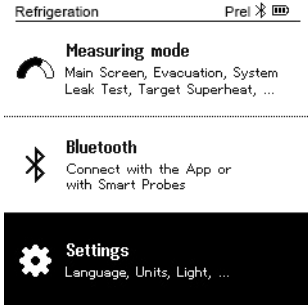 Refrigeration Prel
Measuring mode
Main Screen, Evacuation, System
Leak Test, Target Superheat, ...
Bluetooth
Connect with the App or
with Smart Probes
Settings
Language, Units, Light, ...